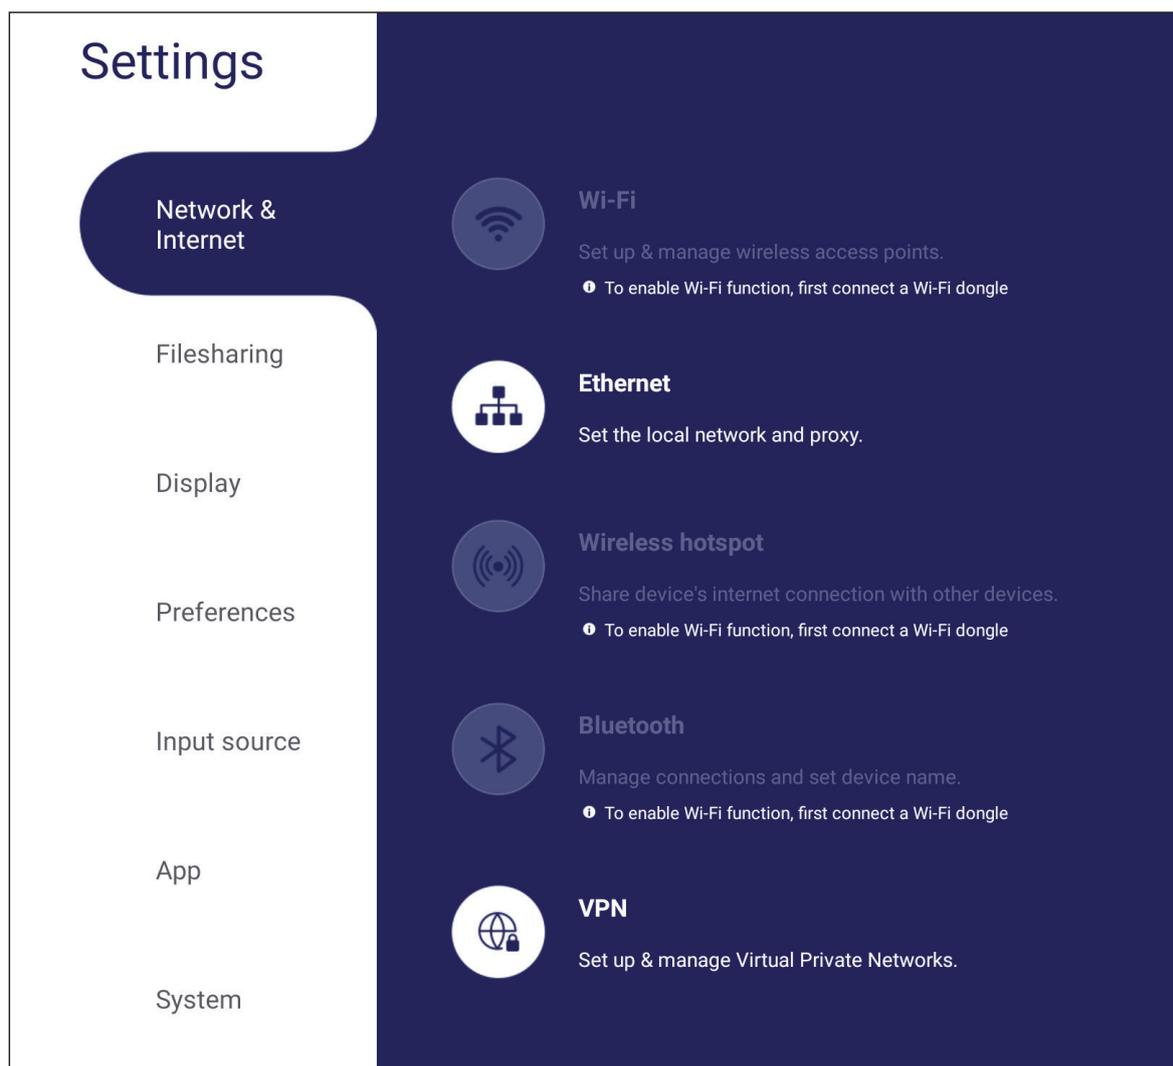 Settings
Network &
Internet
Filesharing
Display
Preferences
Input source
App
System
Wi-Fi
Set up & manage wireless access points.
To enable Wi-Fi function, first connect a Wi-Fi dongle
Ethernet
Set the local network and proxy.
Wireless hotspot
Share device's internet connection with other devices.
To enable Wi-Fi function, first connect a Wi-Fi dongle
Bluetooth
Manage connections and set device name.
To enable Wi-Fi function, first connect a Wi-Fi dongle
VPN
Set up & manage Virtual Private Networks.